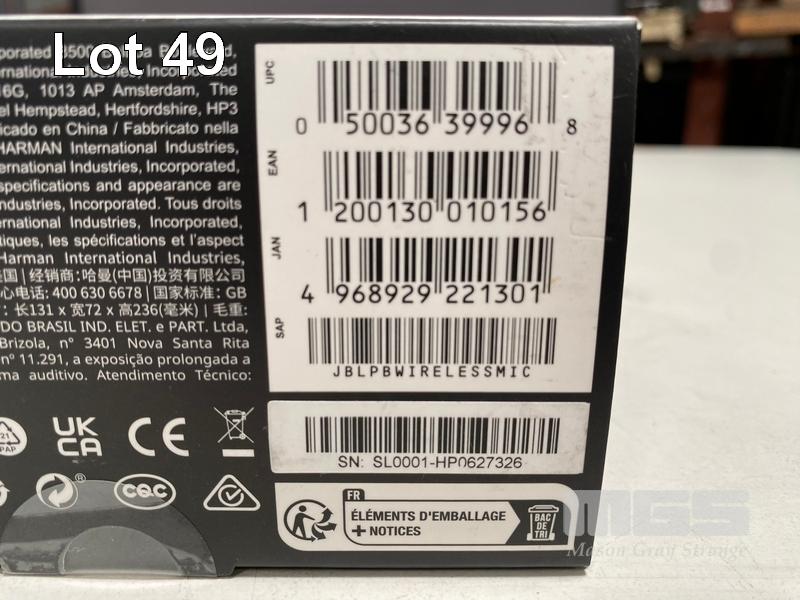 Lot 49
orporated 8500 Balboa Boulevard,
ernational Industries, Incorporated
16G, 1013 AP Amsterdam, The
el Hempstead, Hertfordshire, HP3
icado en China / Fabbricato nella
HARMAN International Industries,
ernational Industries, Incorporated,
specifications and appearance are
ndustries, Incorporated. Tous droits
ernational Industries, Incorporated,
tiques, les spécifications et l'aspect
Harman International Industries,
国 | 经销商:哈曼(中国)投资有限公司
心电话: 400 630 6678 | 国家标准: GB
: 长131 x 宽72 x 高236(毫米) | 毛重:
DO BRASIL IND. ELET. e PART. Ltda,
Brizola, nº 3401 Nova Santa Rita
nº 11.291, a exposição prolongada a
ma auditivo. Atendimento Técnico:
UPC
0 50036 39996 8
EAN
1 200130 010156
JAN
4 968929 221301
SAP
JBLPBWIRELESSMIC
SN: SL0001-HP0627326
21
PAP
UK
CA
CE
CQC
FR
ÉLÉMENTS D'EMBALLAGE
+ NOTICES
BAC
DE
TRI
MGS
Mason Gray Strange